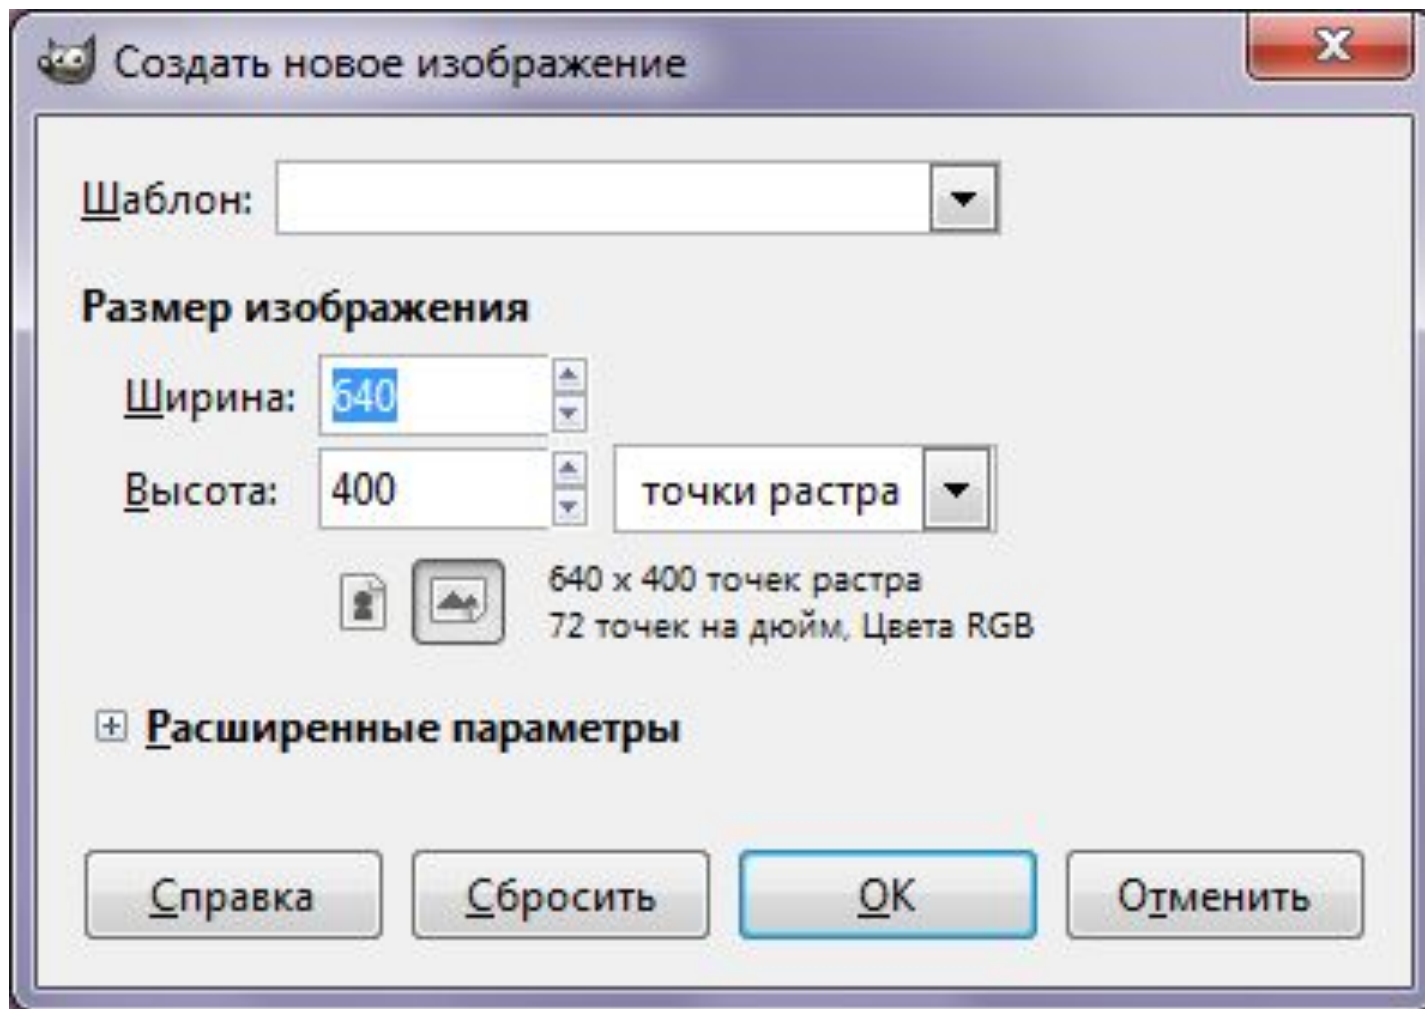 Создать новое изображение
Шаблон:
Размер изображения
Ширина: 640
Высота: 400 точки растра
640 x 400 точек растра
72 точек на дюйм, Цвета RGB
Расширенные параметры
Справка Сбросить OK Отменить